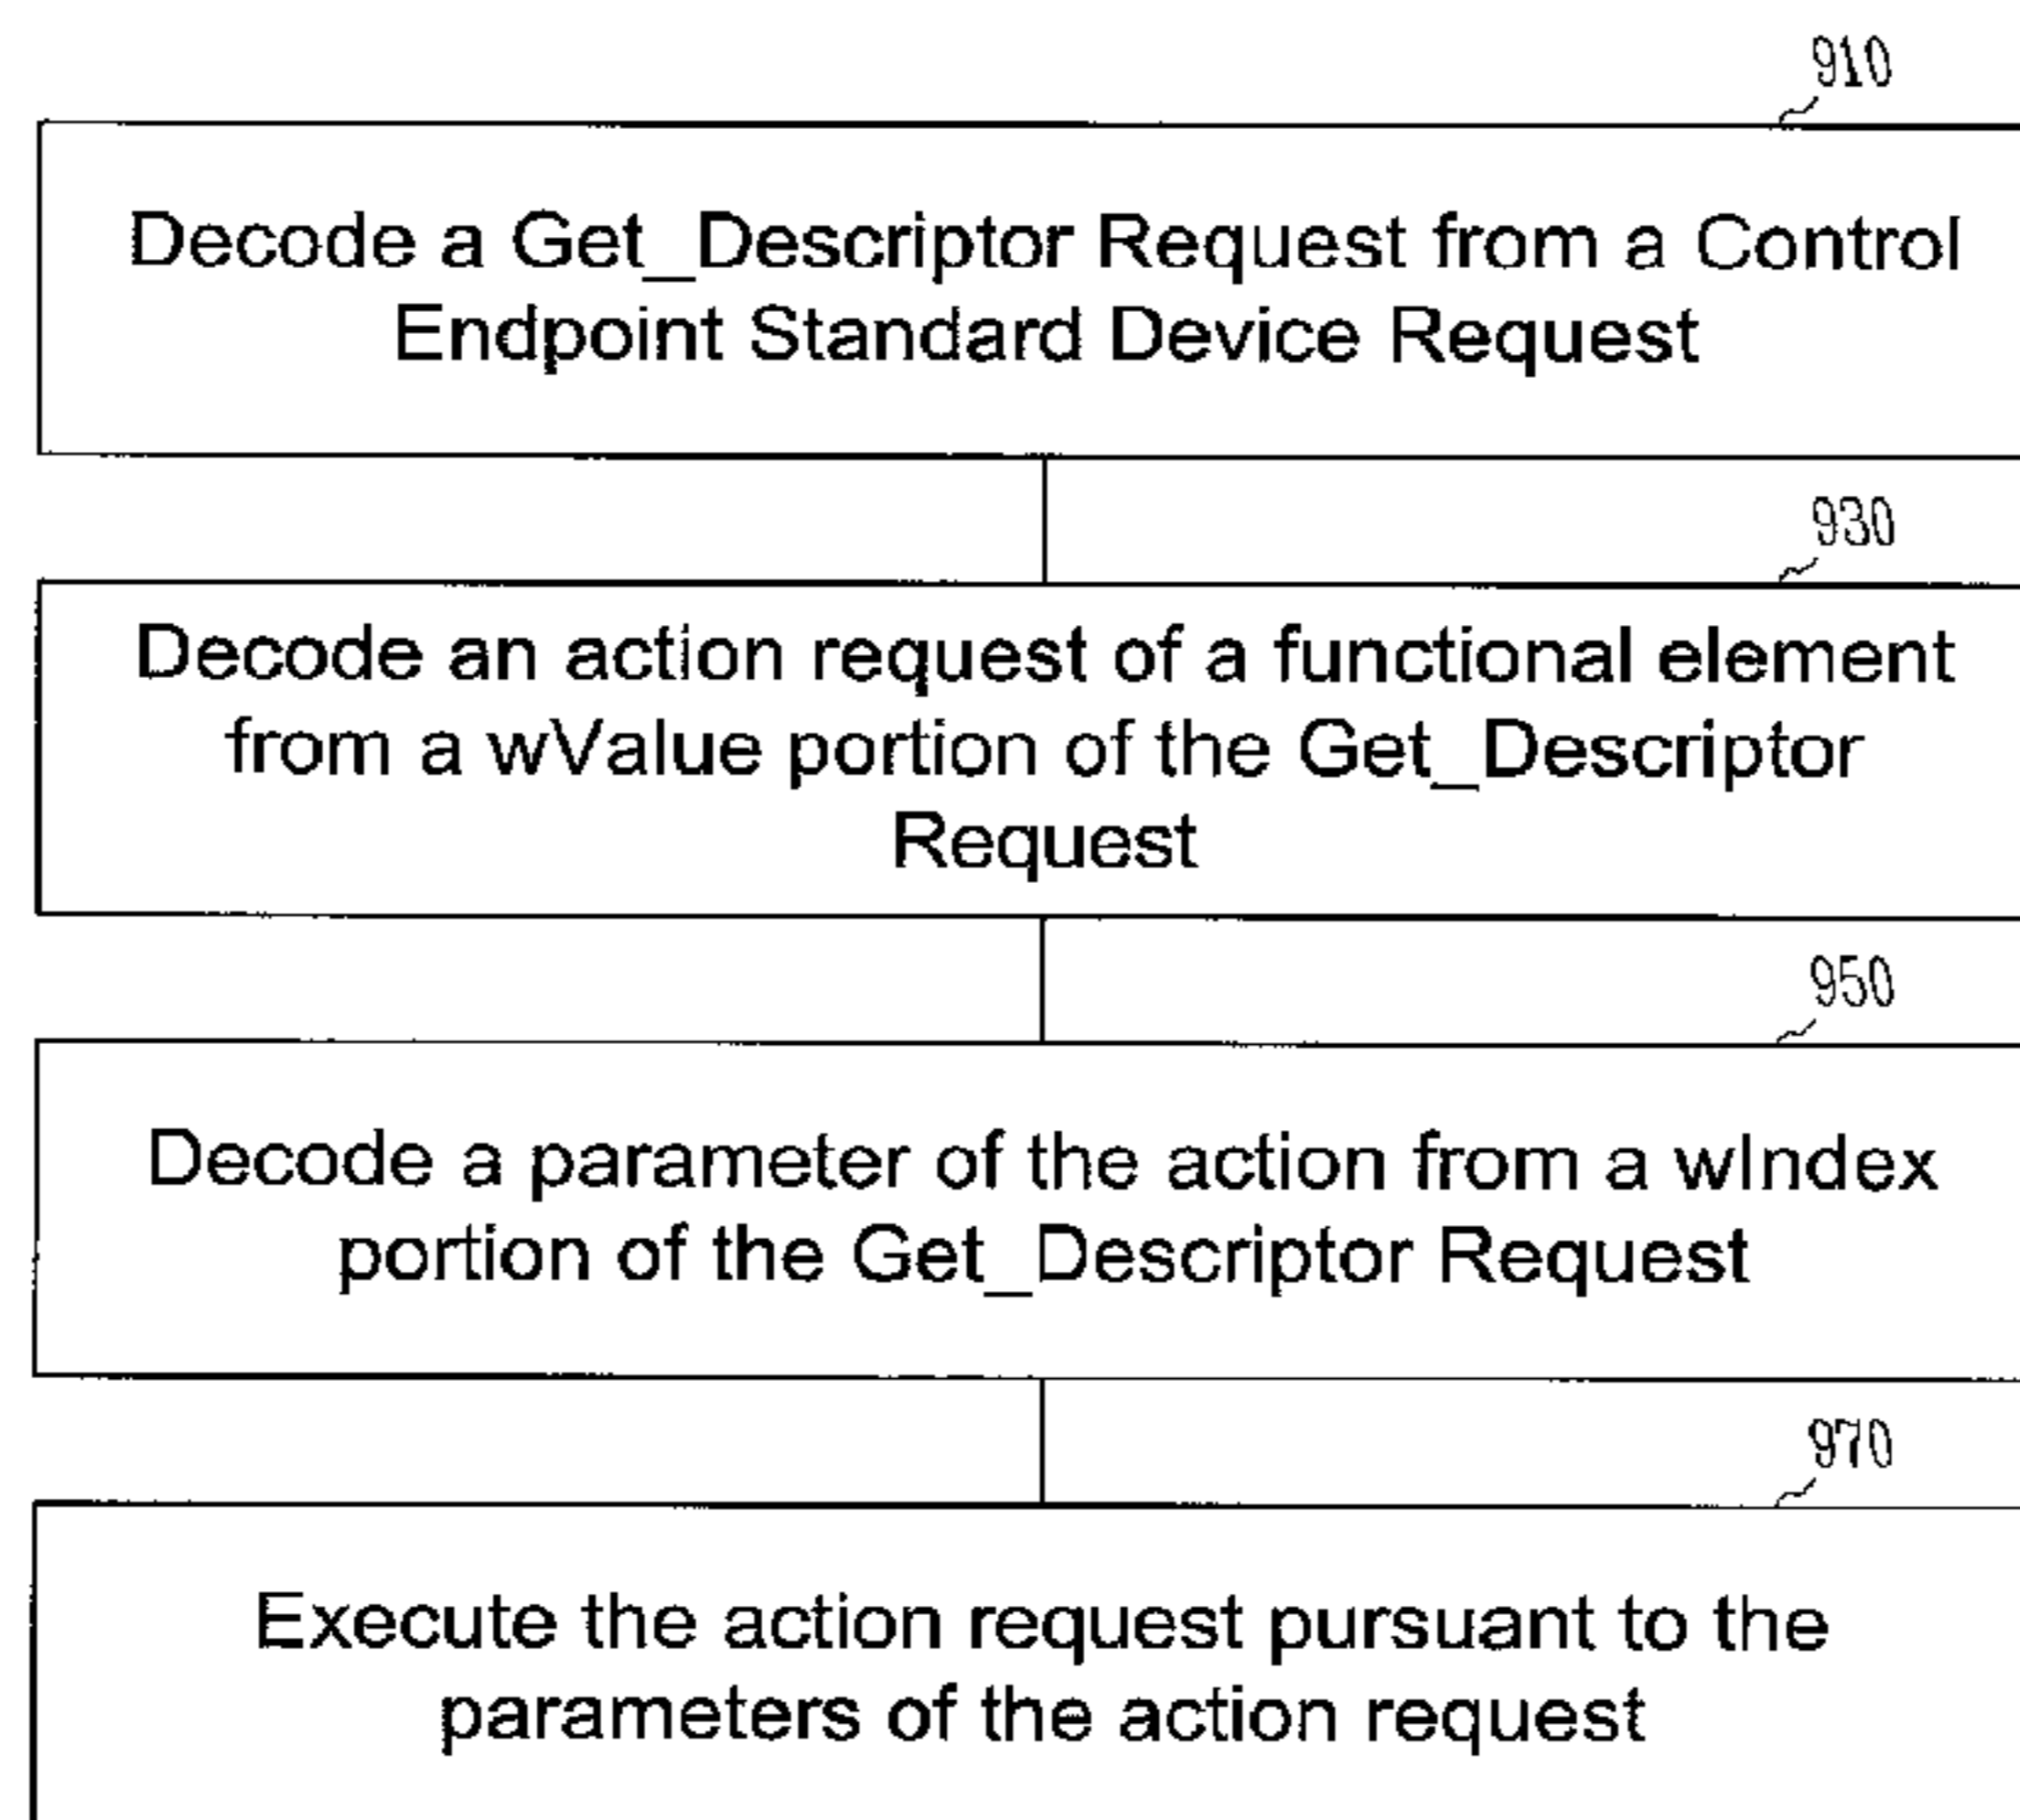 910
Decode a Get_Descriptor Request from a Control
Endpoint Standard Device Request
930
Decode an action request of a functional element
from a wValue portion of the Get_Descriptor
Request
950
Decode a parameter of the action from a wIndex
portion of the Get_Descriptor Request
970
Execute the action request pursuant to the
parameters of the action request